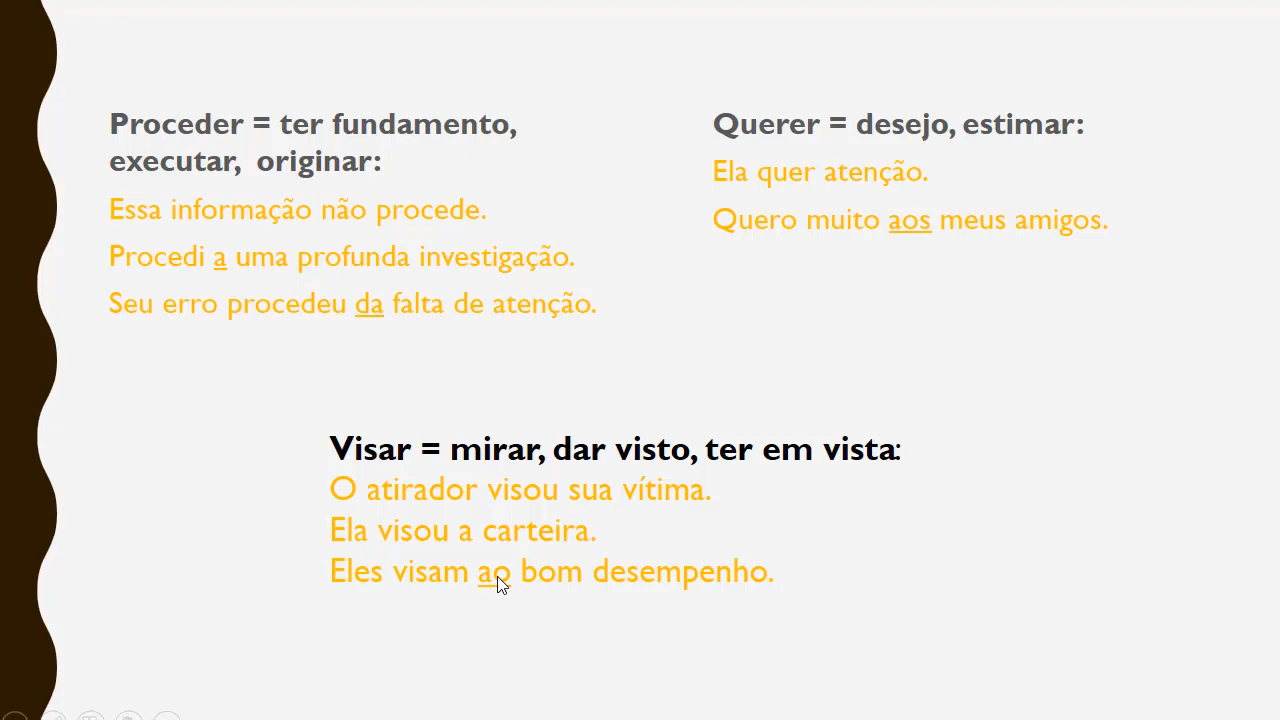 Proceder = ter fundamento,
executar, originar:
Essa informação não procede.
Procedi a uma profunda investigação.
Seu erro procedeu da falta de atenção.
Querer = desejo, estimar:
Ela quer atenção.
Quero muito aos meus amigos.
Visar = mirar, dar visto, ter em vista:
O atirador visou sua vítima.
Ela visou a carteira.
Eles visam ao bom desempenho.